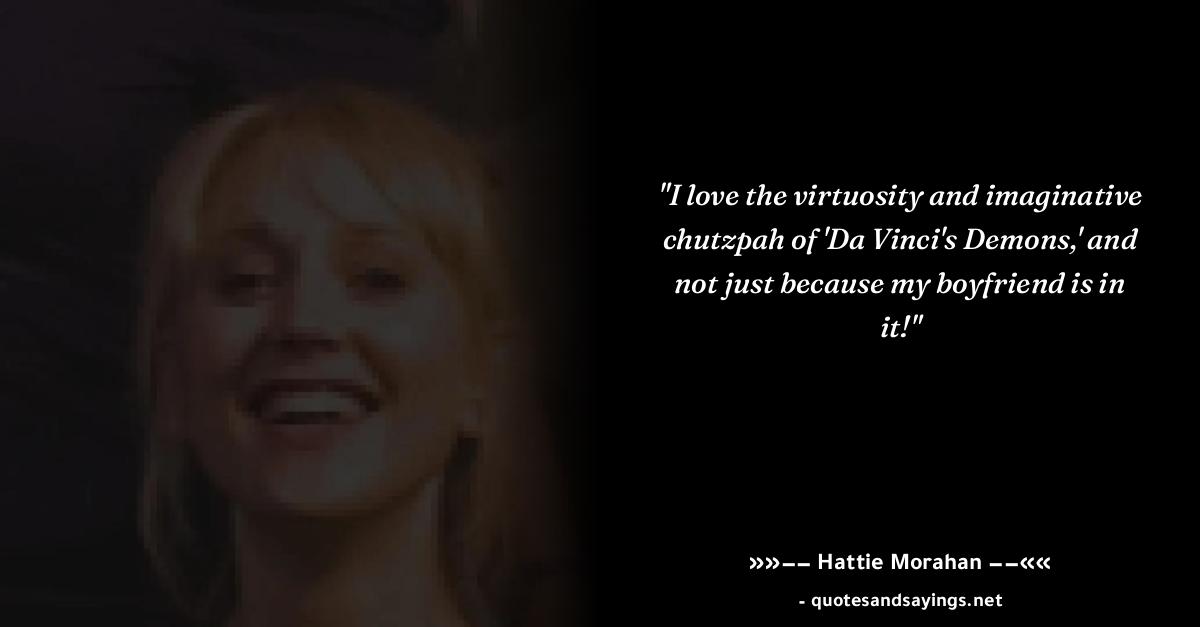 "I love the virtuosity and imaginative
chutzpah of 'Da Vinci's Demons,' and
not just because my boyfriend is in
it!"
»»–– Hattie Morahan ––««
- quotesandsayings.net